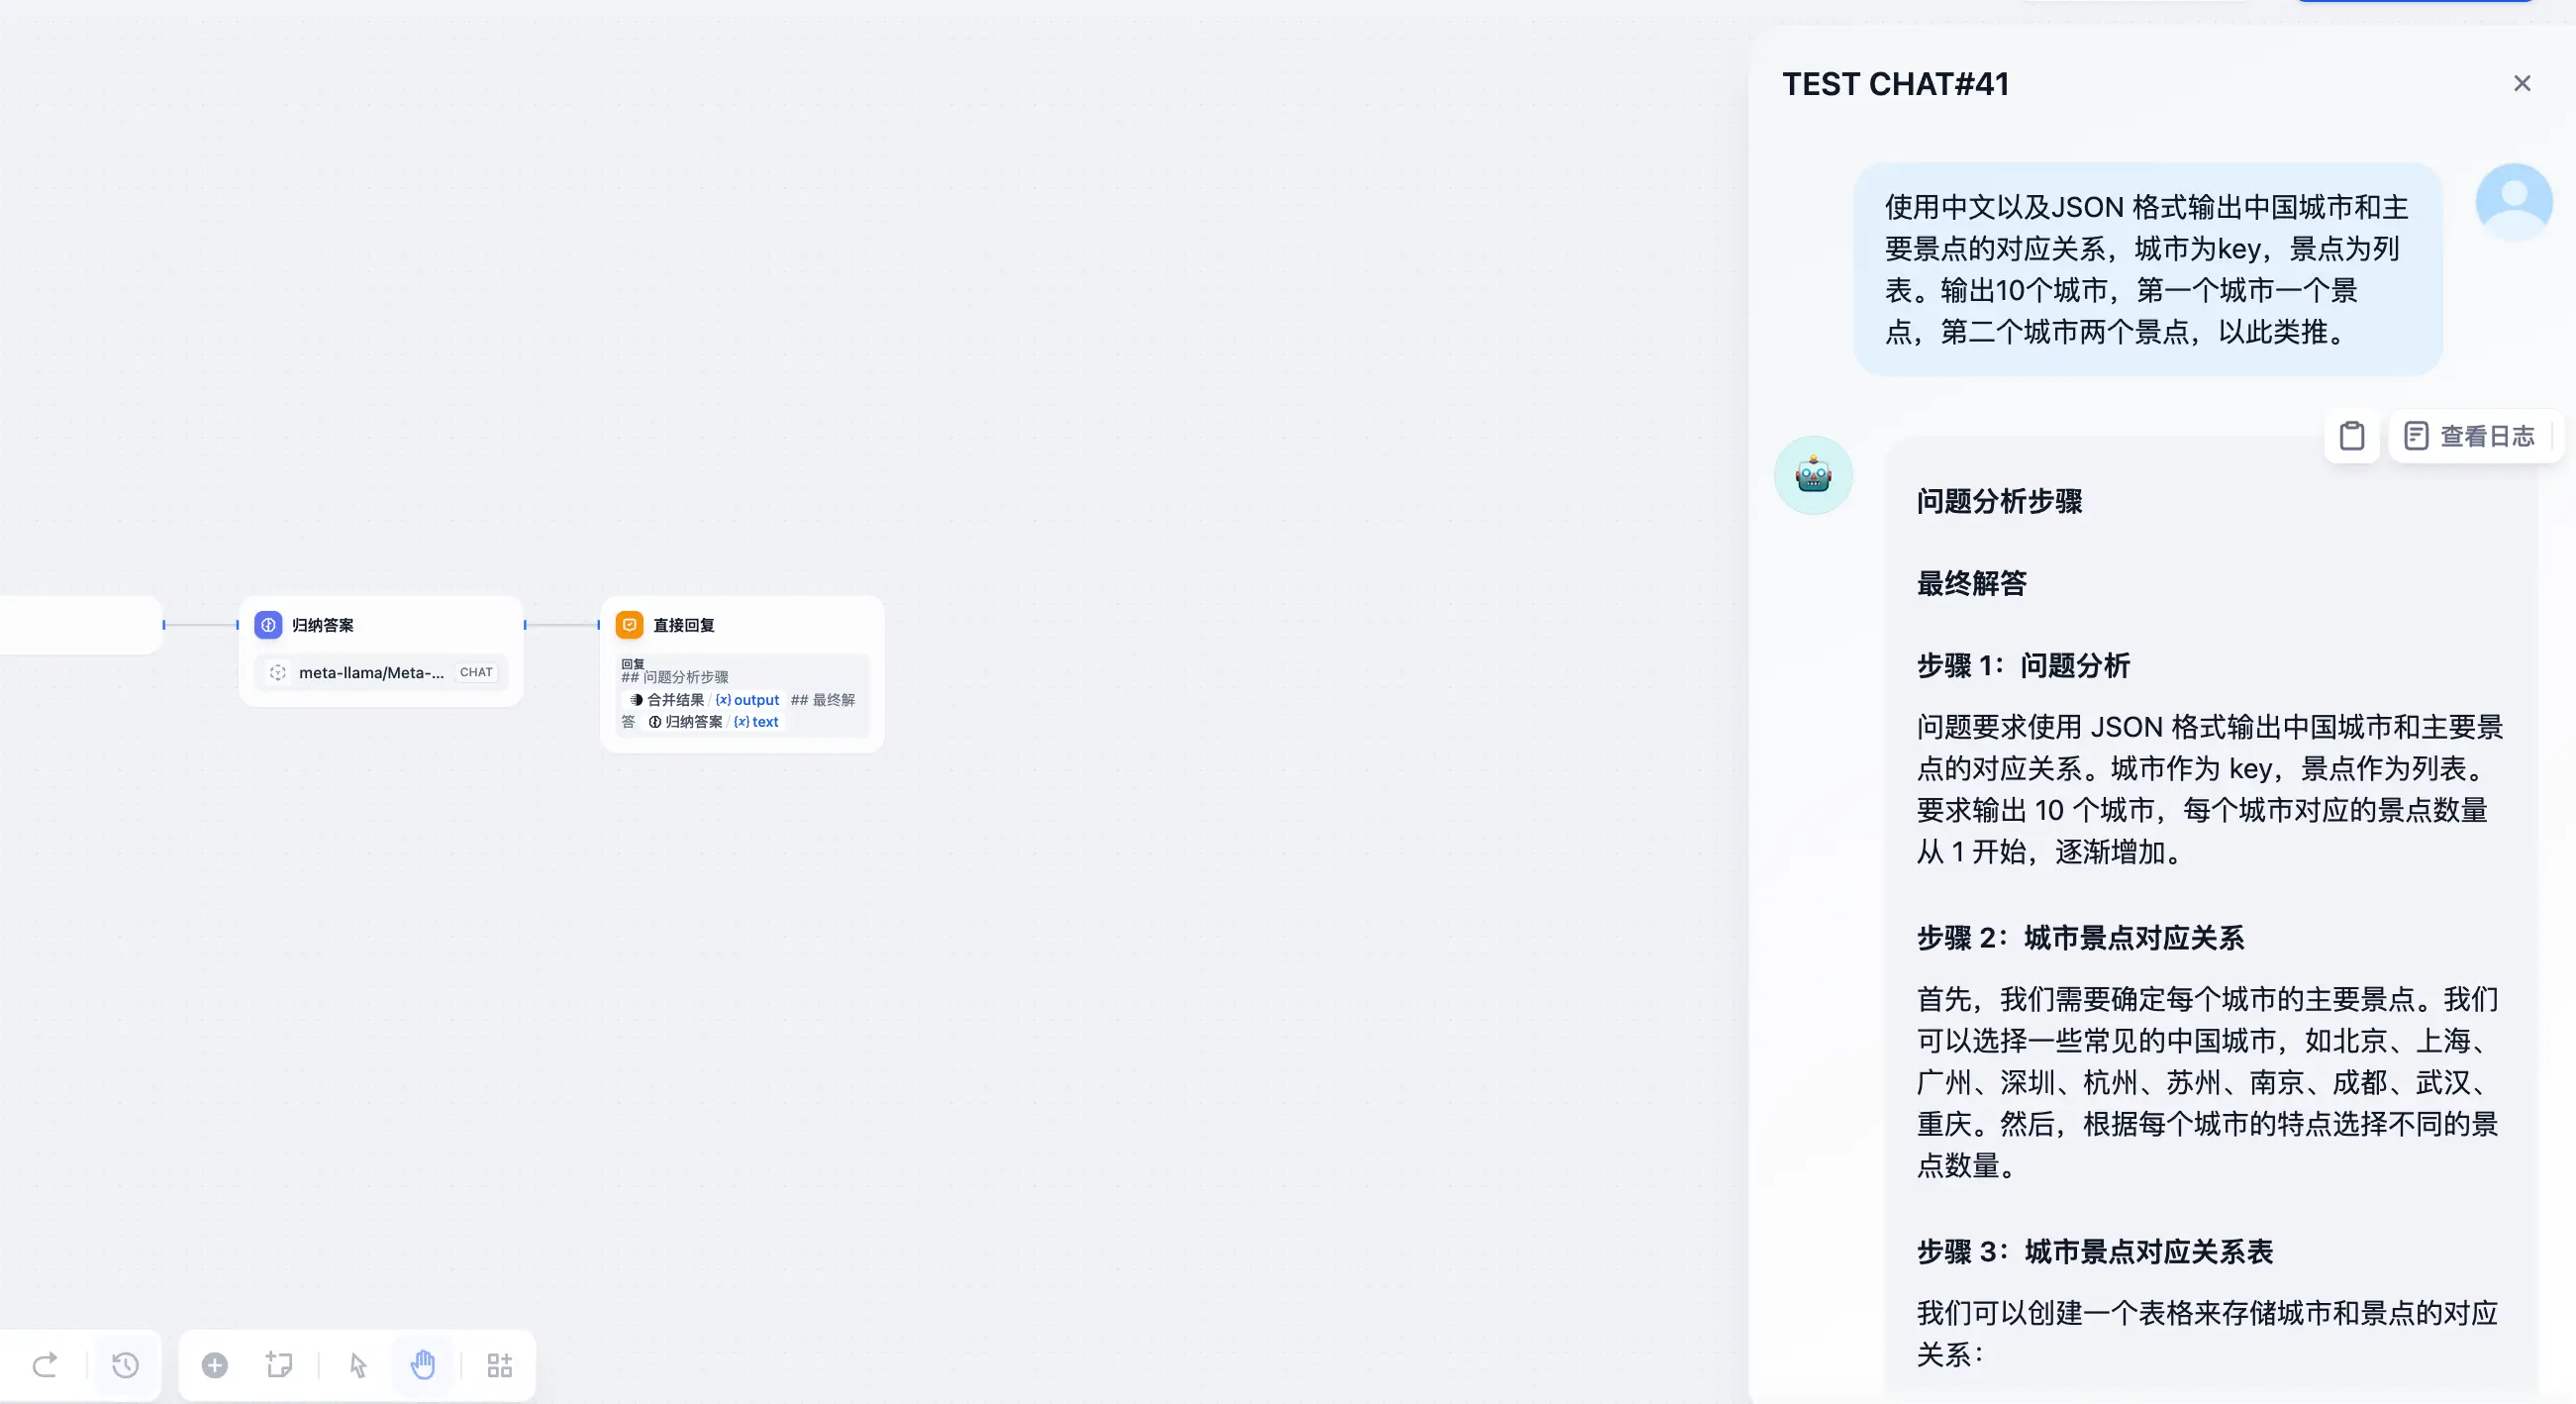 归纳答案
meta-llama/Meta-... CHAT
直接回复
回复
## 问题分析步骤
合并结果 / {x} output ## 最终解
答 归纳答案 / {x} text
TEST CHAT#41
使用中文以及JSON 格式输出中国城市和主
要景点的对应关系，城市为key，景点为列
表。输出10个城市，第一个城市一个景
点，第二个城市两个景点，以此类推。
查看日志
问题分析步骤
最终解答
步骤 1：问题分析
问题要求使用 JSON 格式输出中国城市和主要景
点的对应关系。城市作为 key，景点作为列表。
要求输出 10 个城市，每个城市对应的景点数量
从 1 开始，逐渐增加。
步骤 2：城市景点对应关系
首先，我们需要确定每个城市的主要景点。我们
可以选择一些常见的中国城市，如北京、上海、
广州、深圳、杭州、苏州、南京、成都、武汉、
重庆。然后，根据每个城市的特点选择不同的景
点数量。
步骤 3：城市景点对应关系表
我们可以创建一个表格来存储城市和景点的对应
关系：